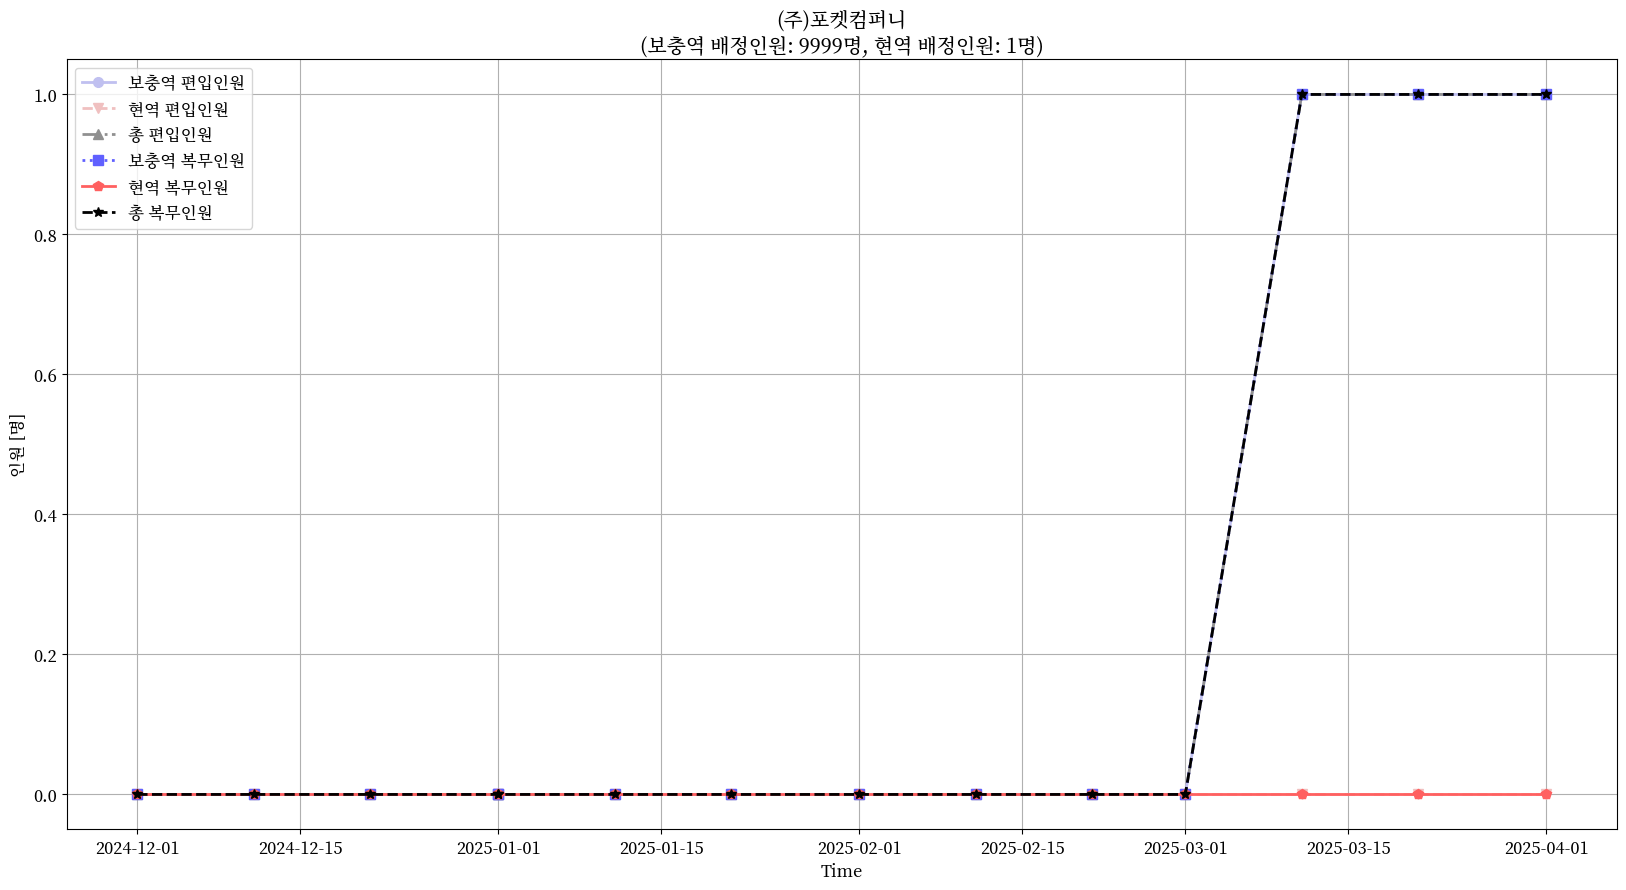 (주)포켓컴퍼니
(보충역 배정인원: 9999명, 현역 배정인원: 1명)
보충역 편입인원
현역 편입인원
총 편입인원
보충역 복무인원
현역 복무인원
총 복무인원
1.0
0.8
0.6
0.4
0.2
0.0
인원 [명]
2024-12-01
2024-12-15
2025-01-01
2025-01-15
2025-02-01
2025-02-15
2025-03-01
2025-03-15
2025-04-01
Time